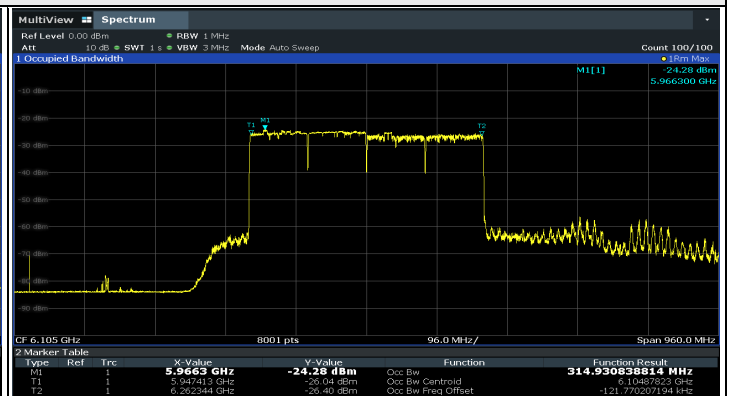 MultiView Spectrum
Ref Level 0.00 dBm RBW 1 MHz
Att 10 dB SWT 1 s VBW 3 MHz Mode Auto Sweep Count 100/100
1 Occupied Bandwidth 1Rm Max
M1[1] -24.28 dBm
5.966300 GHz
-10 dBm
-20 dBm
T1 M1 T2
-30 dBm
-40 dBm
-50 dBm
-60 dBm
-70 dBm
-80 dBm
-90 dBm
CF 6.105 GHz 8001 pts 96.0 MHz/ Span 960.0 MHz
2 Marker Table
Type Ref Trc X-Value Y-Value Function Function Result
M1 1 5.9663 GHz -24.28 dBm Occ Bw 314.930838814 MHz
T1 1 5.947413 GHz -26.04 dBm Occ Bw Centroid 6.10487823 GHz
T2 1 6.262344 GHz -26.40 dBm Occ Bw Freq Offset -121.770207194 kHz